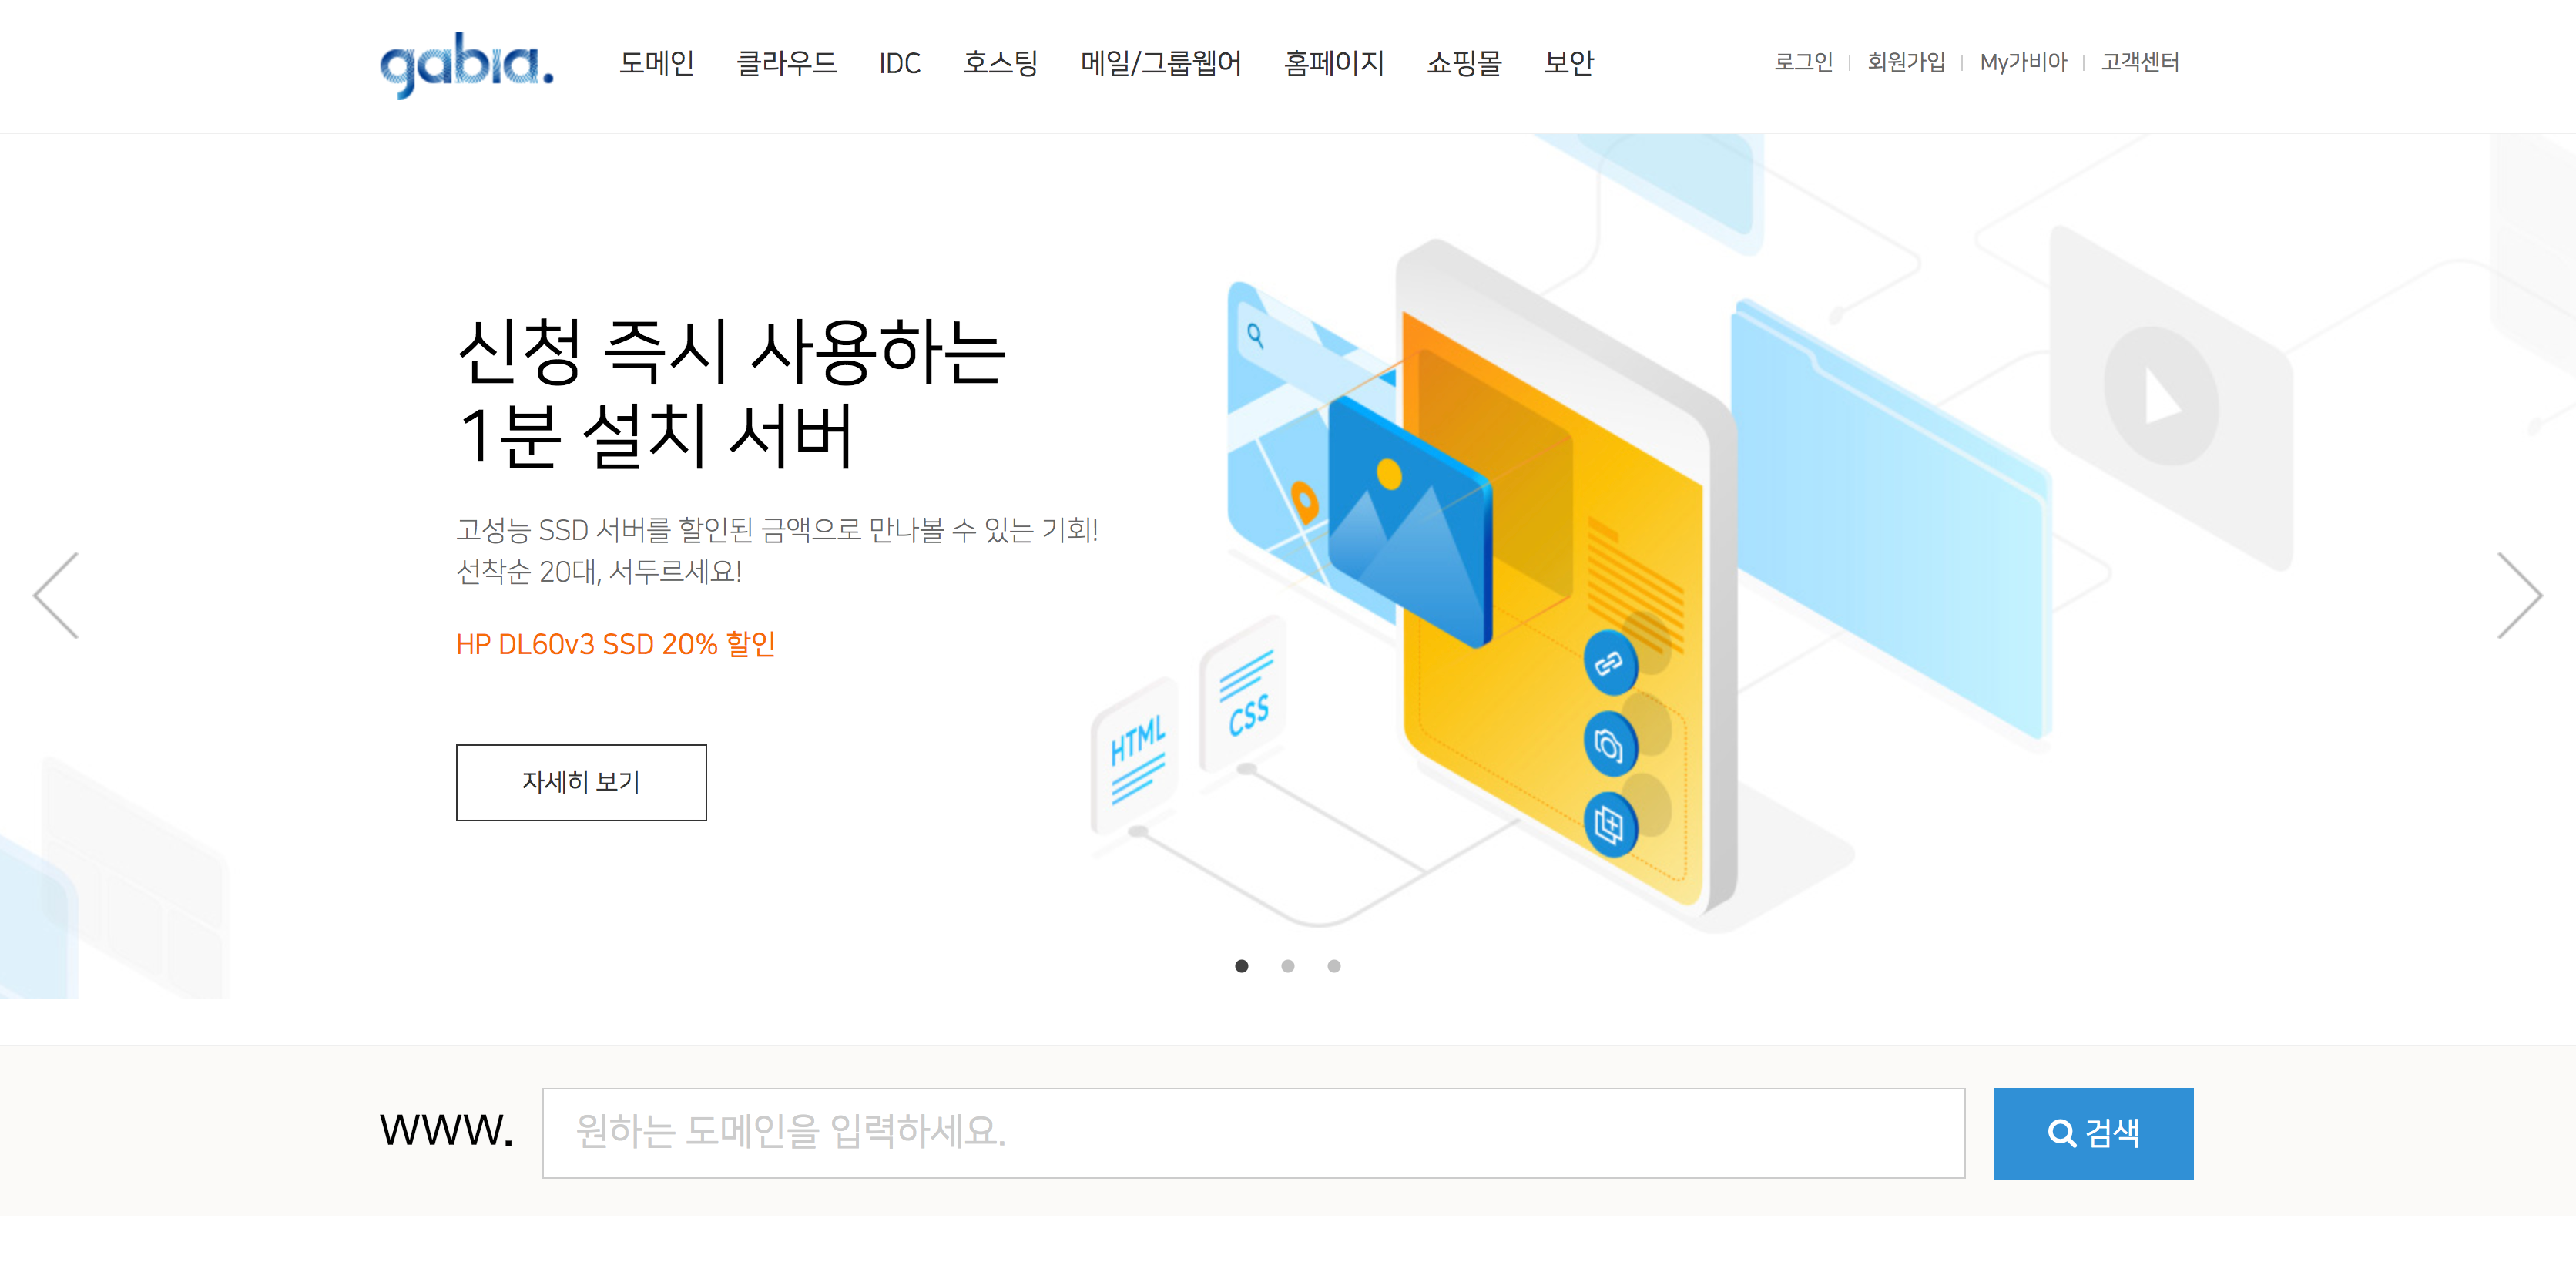 gabia.
도메인 클라우드 IDC 호스팅 메일/그룹웨어 홈페이지 쇼핑몰 보안
로그인 회원가입 My가비아 고객센터
신청 즉시 사용하는
1분 설치 서버
고성능 SSD 서버를 할인된 금액으로 만나볼 수 있는 기회!
선착순 20대, 서두르세요!
HP DL60v3 SSD 20% 할인
자세히 보기
HTML
CSS
www.
원하는 도메인을 입력하세요.
검색